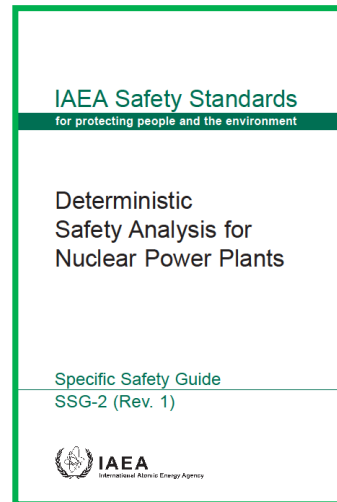 IAEA Safety Standards
for protecting people and the environment
Deterministic
Safety Analysis for
Nuclear Power Plants
Specific Safety Guide
SSG-2 (Rev. 1)
IAEA
International Atomic Energy Agency